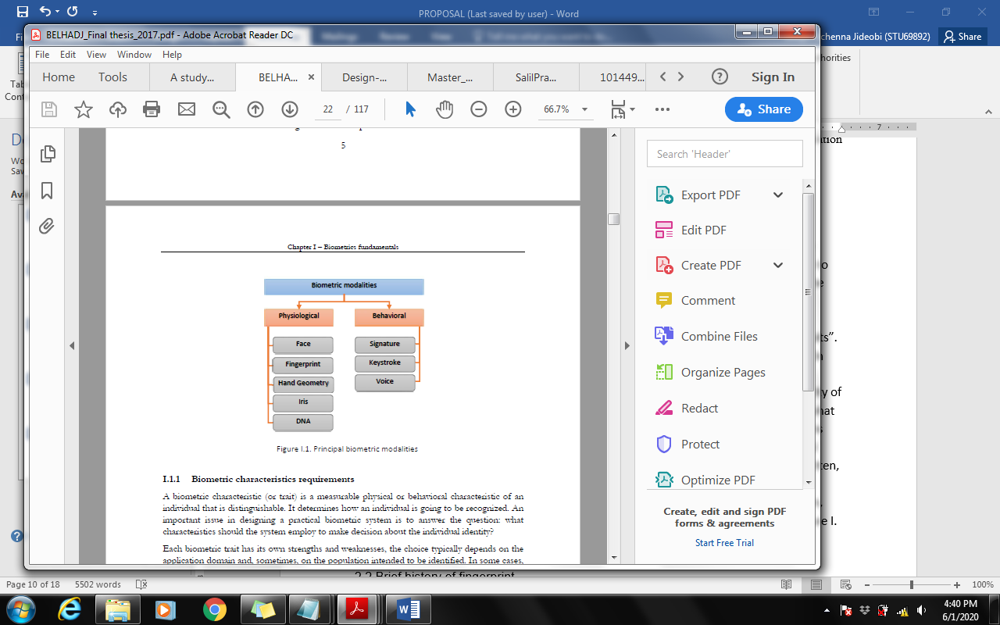 PROPOSAL (Last saved by user) - Word
BELHADJ_Final thesis_2017.pdf - Adobe Acrobat Reader DC
chenna Jideobi (STU69892)
Share
File Edit View Window Help
horities
Home Tools A study... BELHA... Design-... Master_... SalilPra... 101449... Sign In
22 / 117 66.7% Share
7
5
Search 'Header'
Export PDF
Edit PDF
Create PDF
Comment
Combine Files
Organize Pages
Redact
Protect
Optimize PDF
Create, edit and sign PDF
forms & agreements
Start Free Trial
Chapter I – Biometrics fundamentals
Biometric modalities
Physiological Behavioral
Face Signature
Fingerprint Keystroke
Hand Geometry Voice
Iris
DNA
Figure I.1. Principal biometric modalities
I.1.1 Biometric characteristics requirements
A biometric characteristic (or trait) is a measurable physical or behavioral characteristic of an
individual that is distinguishable. It determines how an individual is going to be recognized. An
important issue in designing a practical biometric system is to answer the question: what
characteristics should the system employ to make decision about the individual identity?
Each biometric trait has its own strengths and weaknesses, the choice typically depends on the
application domain and, sometimes, on the population intended to be identified. In some cases,
ts”.
y of
hat
ten,
e I.
2.2 Brief history of fingerprint
Page 10 of 18 5502 words 100%
4:40 PM
6/1/2020